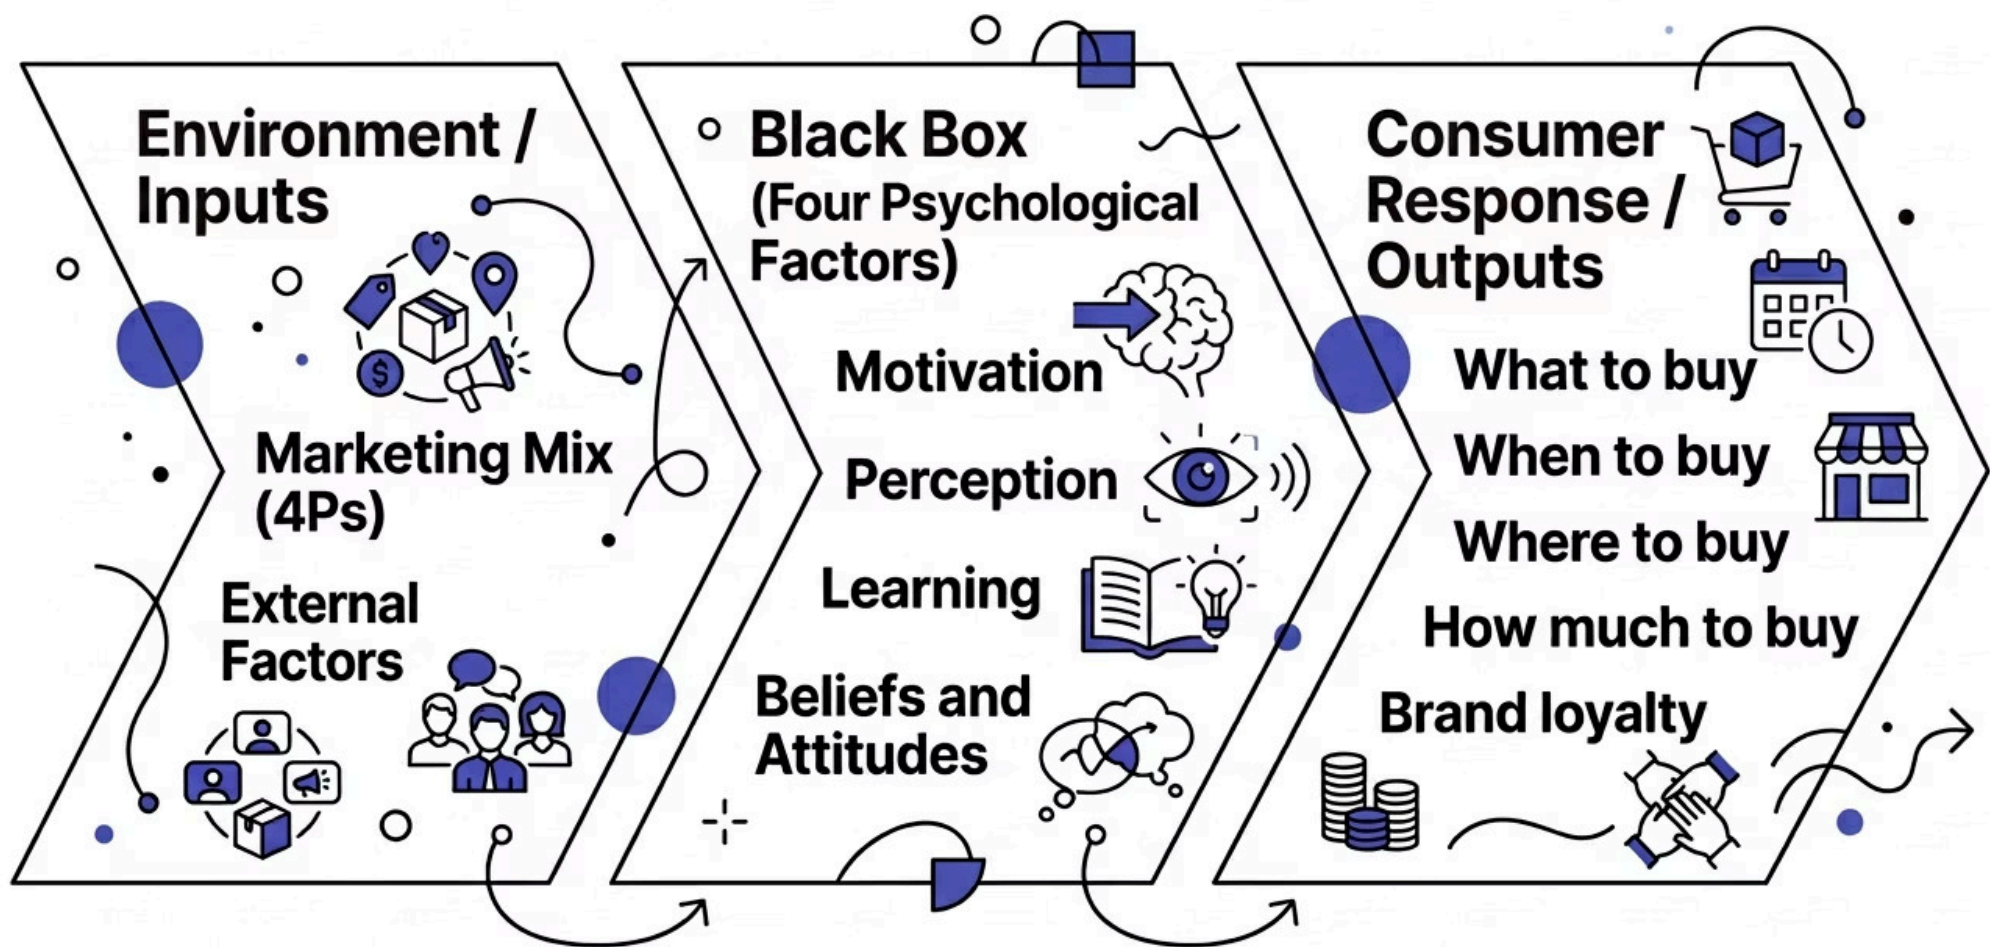 Environment /
Inputs
$
Marketing Mix
(4Ps)
External
Factors
Black Box
(Four Psychological
Factors)
Motivation
Perception
Learning
Beliefs and
Attitudes
Consumer
Response /
Outputs
What to buy
When to buy
Where to buy
How much to buy
Brand loyalty